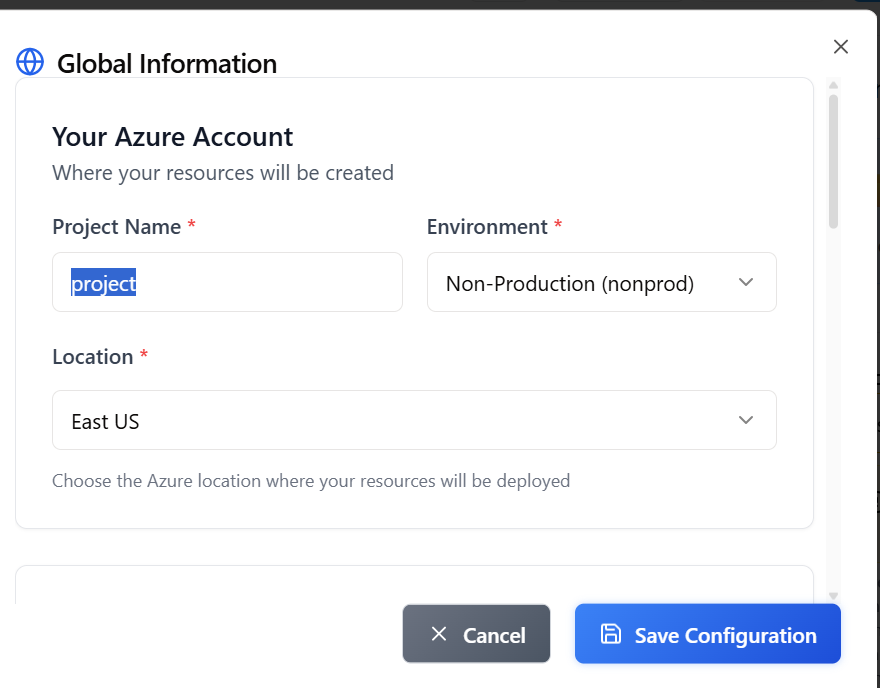 Global Information
Your Azure Account
Where your resources will be created
Project Name *
Environment *
project
Non-Production (nonprod)
Location *
East US
Choose the Azure location where your resources will be deployed
Cancel
Save Configuration